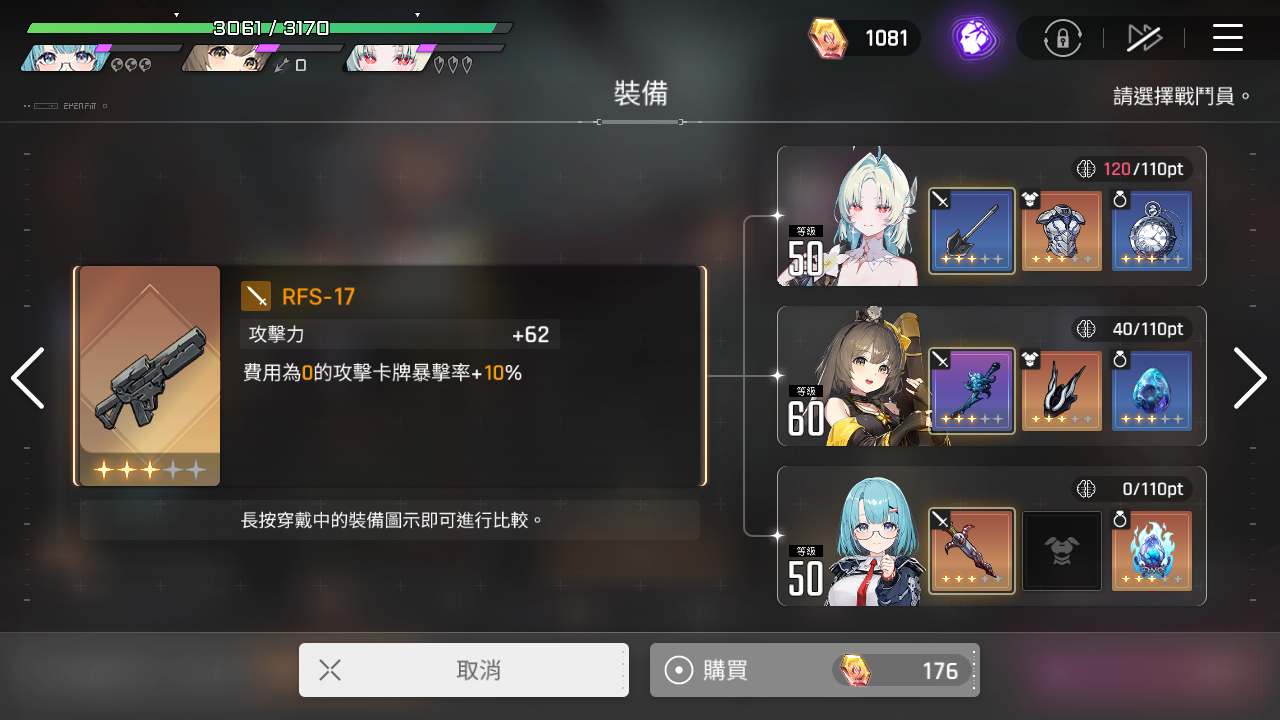 3061 / 3170
1081
0
裝備
請選擇戰鬥員。
RFS-17
攻擊力 +62
費用為0的攻擊卡牌暴擊率+10%
長按穿戴中的裝備圖示即可進行比較。
120/110pt
等級
50
40/110pt
等級
60
0/110pt
等級
50
取消
購買 176